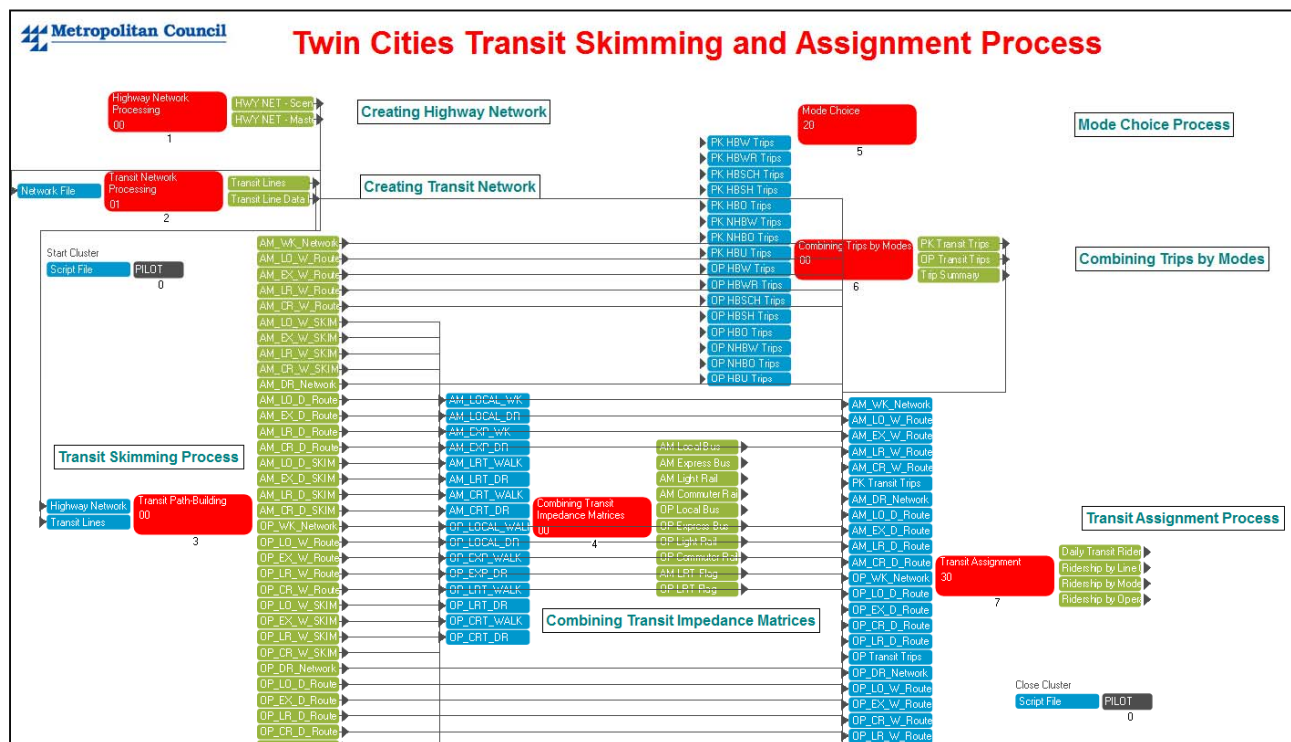 Metropolitan Council
Twin Cities Transit Skimming and Assignment Process
Highway Network
Processing
00
1
HWY NET - Scen
HWY NET - Maste
Creating Highway Network
Network File
Transit Network
Processing
01
2
Transit Lines
Transit Line Data
Creating Transit Network
Mode Choice
20
5
Mode Choice Process
PK HBW Trips
PK HBWR Trips
PK HBSCH Trips
PK HBSH Trips
PK HBO Trips
PK NHBW Trips
PK NHBO Trips
PK HBU Trips
OP HBW Trips
OP HBWR Trips
OP HBSCH Trips
OP HBSH Trips
OP HBO Trips
OP NHBW Trips
OP NHBO Trips
OP HBU Trips
Combining Trips by Modes
00
6
PK Transit Trips
OP Transit Trips
Trip Summary
Combining Trips by Modes
Start Cluster
Script File
PILOT
0
Transit Skimming Process
Highway Network
Transit Lines
Transit Path-Building
00
3
AM_WK_Network
AM_LO_W_Route
AM_EX_W_Route
AM_LR_W_Route
AM_CR_W_Route
AM_LO_W_SKIM
AM_EX_W_SKIM
AM_LR_W_SKIM
AM_CR_W_SKIM
AM_DR_Network
AM_LO_D_Route
AM_EX_D_Route
AM_LR_D_Route
AM_CR_D_Route
AM_LO_D_SKIM
AM_EX_D_SKIM
AM_LR_D_SKIM
AM_CR_D_SKIM
OP_WK_Network
OP_LO_W_Route
OP_EX_W_Route
OP_LR_W_Route
OP_CR_W_Route
OP_LO_W_SKIM
OP_EX_W_SKIM
OP_LR_W_SKIM
OP_CR_W_SKIM
OP_DR_Network
OP_LO_D_Route
OP_EX_D_Route
OP_LR_D_Route
OP_CR_D_Route
AM_LOCAL_WK
AM_LOCAL_DR
AM_EXP_WK
AM_EXP_DR
AM_LRT_WALK
AM_LRT_DR
AM_CRT_WALK
AM_CRT_DR
OP_LOCAL_WALK
OP_LOCAL_DR
OP_EXP_WALK
OP_EXP_DR
OP_LRT_WALK
OP_LRT_DR
OP_CRT_WALK
OP_CRT_DR
Combining Transit
Impedance Matrices
00
4
AM Local Bus
AM Express Bus
AM Light Rail
AM Commuter Rail
OP Local Bus
OP Express Bus
OP Light Rail
OP Commuter Rail
AM LRT Flag
OP LRT Flag
Combining Transit Impedance Matrices
AM_WK_Network
AM_LO_W_Route
AM_EX_W_Route
AM_LR_W_Route
AM_CR_W_Route
PK Transit Trips
AM_DR_Network
AM_LO_D_Route
AM_EX_D_Route
AM_LR_D_Route
AM_CR_D_Route
OP_WK_Network
OP_LO_D_Route
OP_EX_D_Route
OP_CR_D_Route
OP_LR_D_Route
OP Transit Trips
OP_DR_Network
OP_LO_W_Route
OP_EX_W_Route
OP_CR_W_Route
OP_LR_W_Route
Transit Assignment Process
Transit Assignment
30
7
Daily Transit Rider
Ridership by Line
Ridership by Mode
Ridership by Oper
Close Cluster
Script File
PILOT
0